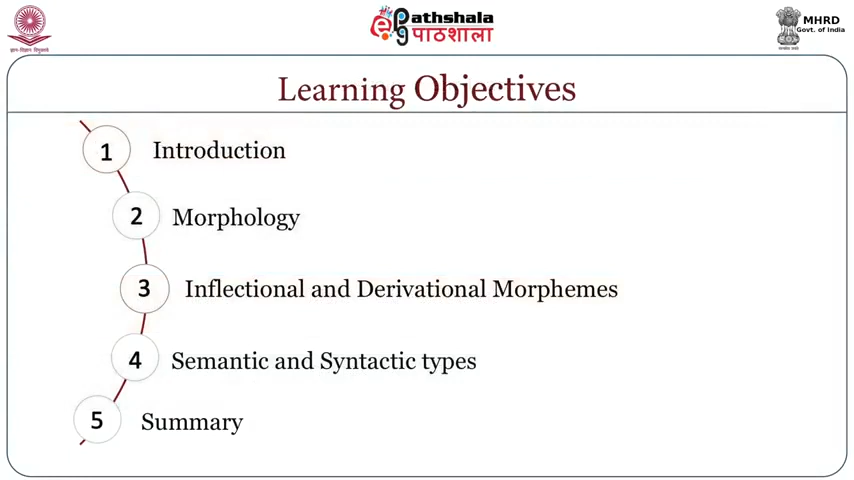 ePathshala
पाठशाला
MHRD
Govt. of India
Learning Objectives
1 Introduction
2 Morphology
3 Inflectional and Derivational Morphemes
4 Semantic and Syntactic types
5 Summary